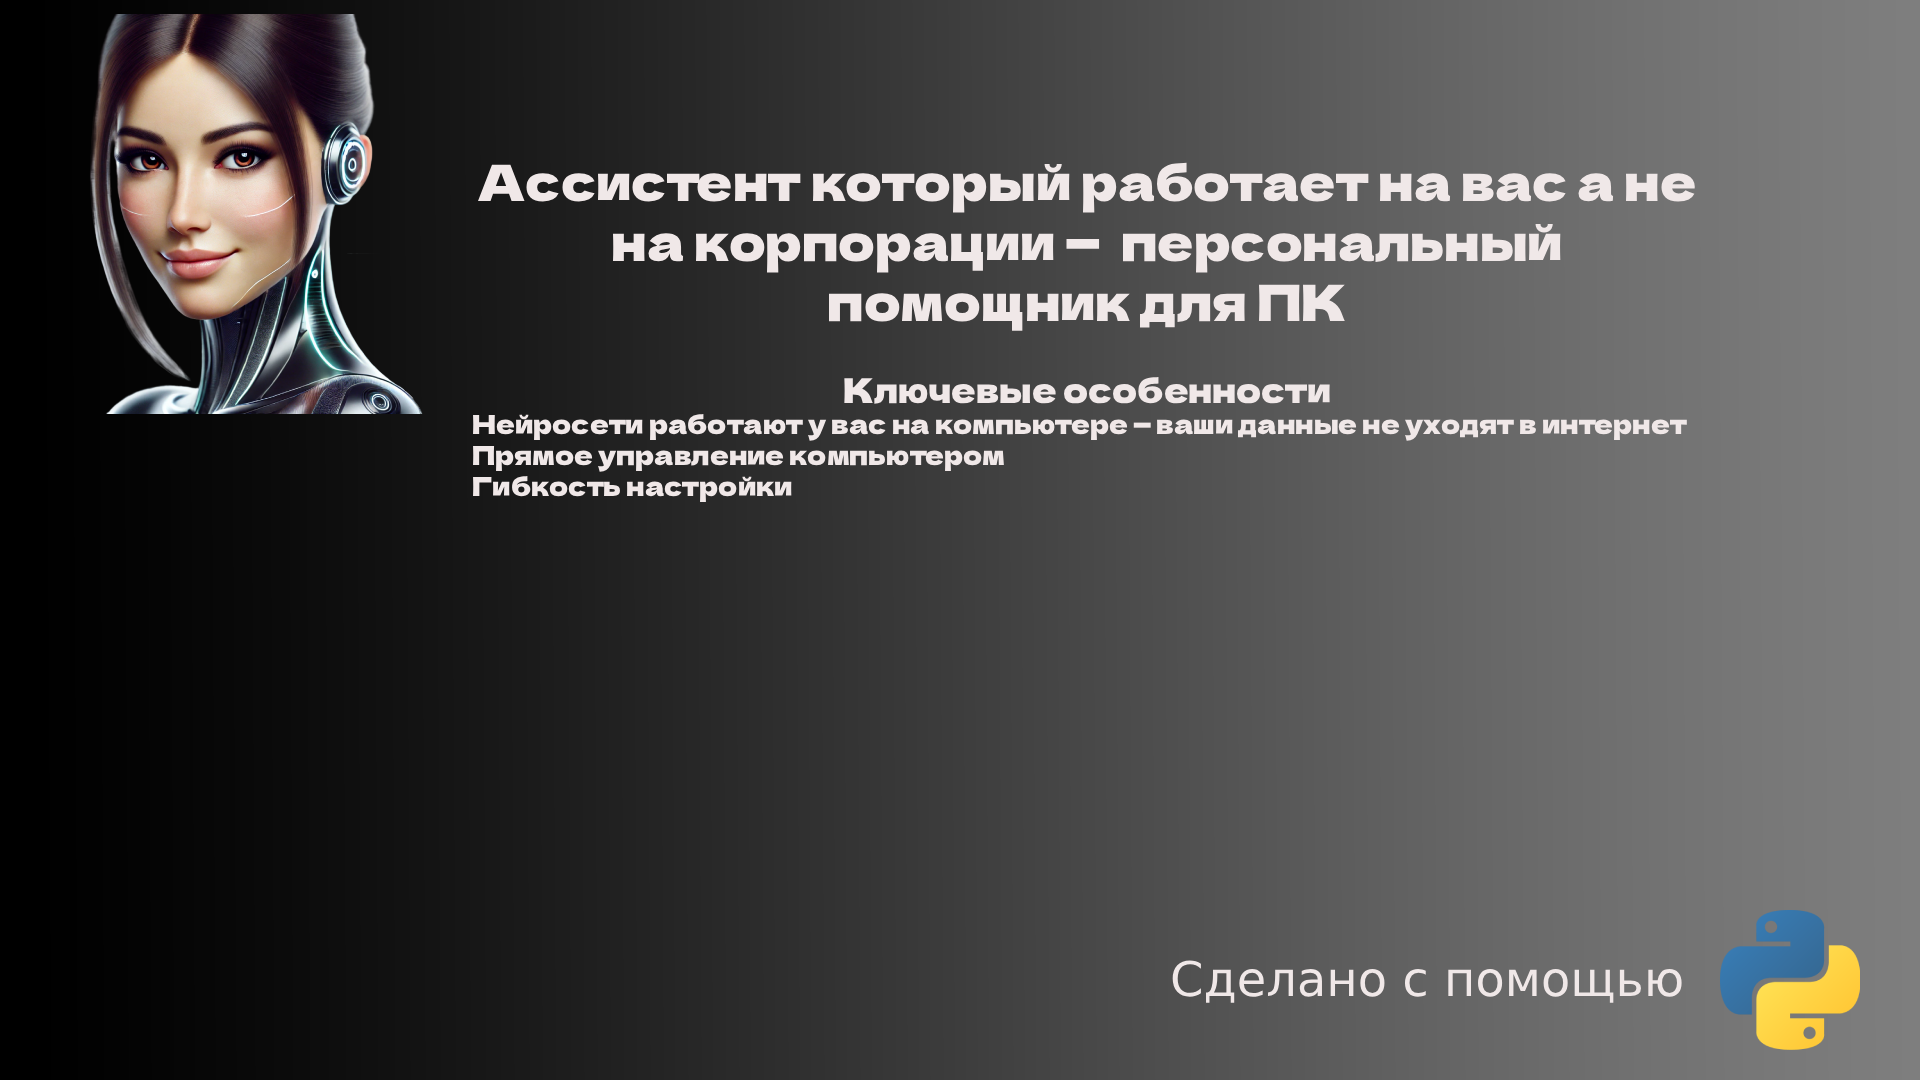 Ассистент который работает на вас а не
на корпорации – персональный
помощник для ПК
Ключевые особенности
Нейросети работают у вас на компьютере – ваши данные не уходят в интернет
Прямое управление компьютером
Гибкость настройки
Сделано с помощью